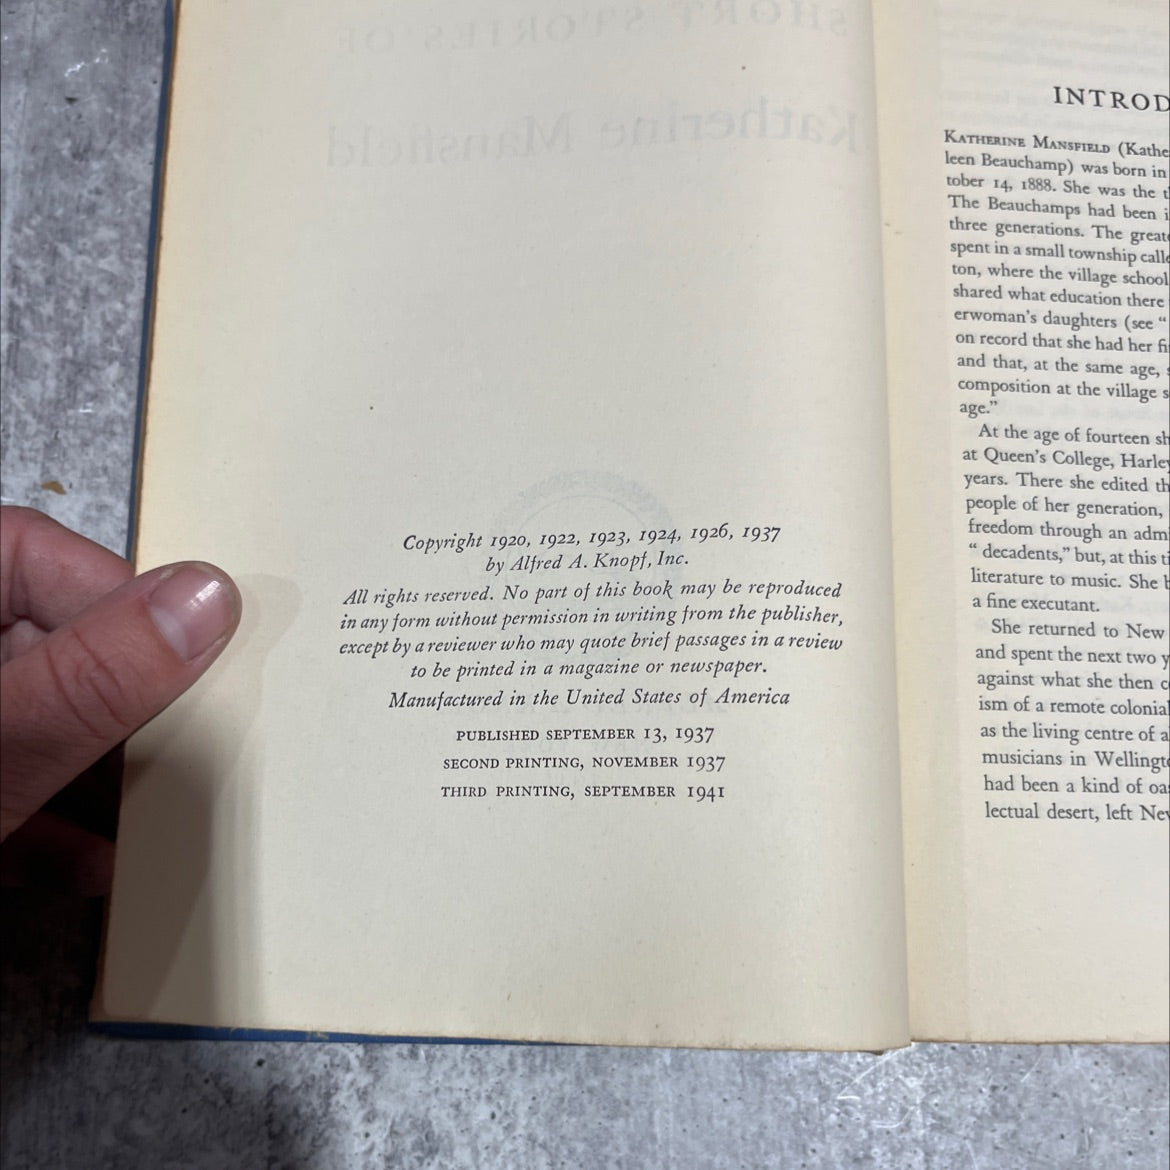 SHORT STORIES OF
Katherine Mansfield
Copyright 1920, 1922, 1923, 1924, 1926, 1937
by Alfred A. Knopf, Inc.
All rights reserved. No part of this book may be reproduced
in any form without permission in writing from the publisher,
except by a reviewer who may quote brief passages in a review
to be printed in a magazine or newspaper.
Manufactured in the United States of America
PUBLISHED SEPTEMBER 13, 1937
SECOND PRINTING, NOVEMBER 1937
THIRD PRINTING, SEPTEMBER 1941
INTROD
KATHERINE MANSFIELD (Kathe
leen Beauchamp) was born in
tober 14, 1888. She was the t
The Beauchamps had been i
three generations. The great
spent in a small township calle
ton, where the village school
shared what education there
erwoman's daughters (see "
on record that she had her fi
and that, at the same age, s
composition at the village s
age."
At the age of fourteen sh
at Queen's College, Harley
years. There she edited th
people of her generation,
freedom through an adm
" decadents," but, at this ti
literature to music. She b
a fine executant.
She returned to New
and spent the next two y
against what she then c
ism of a remote colonial
as the living centre of a
musicians in Wellingto
had been a kind of oa
lectual desert, left New